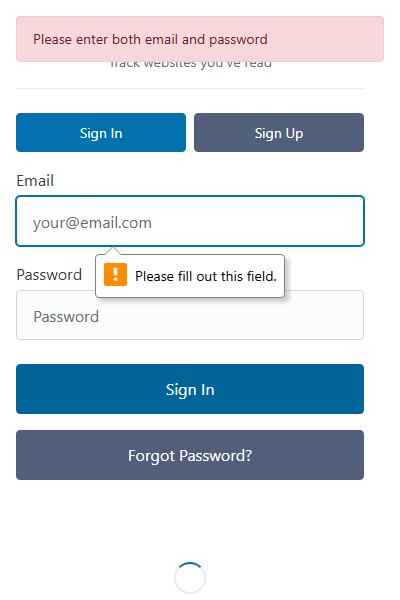 Please enter both email and password
Track websites you've read
Sign In
Sign Up
Email
your@email.com
Please fill out this field.
Password
Password
Sign In
Forgot Password?